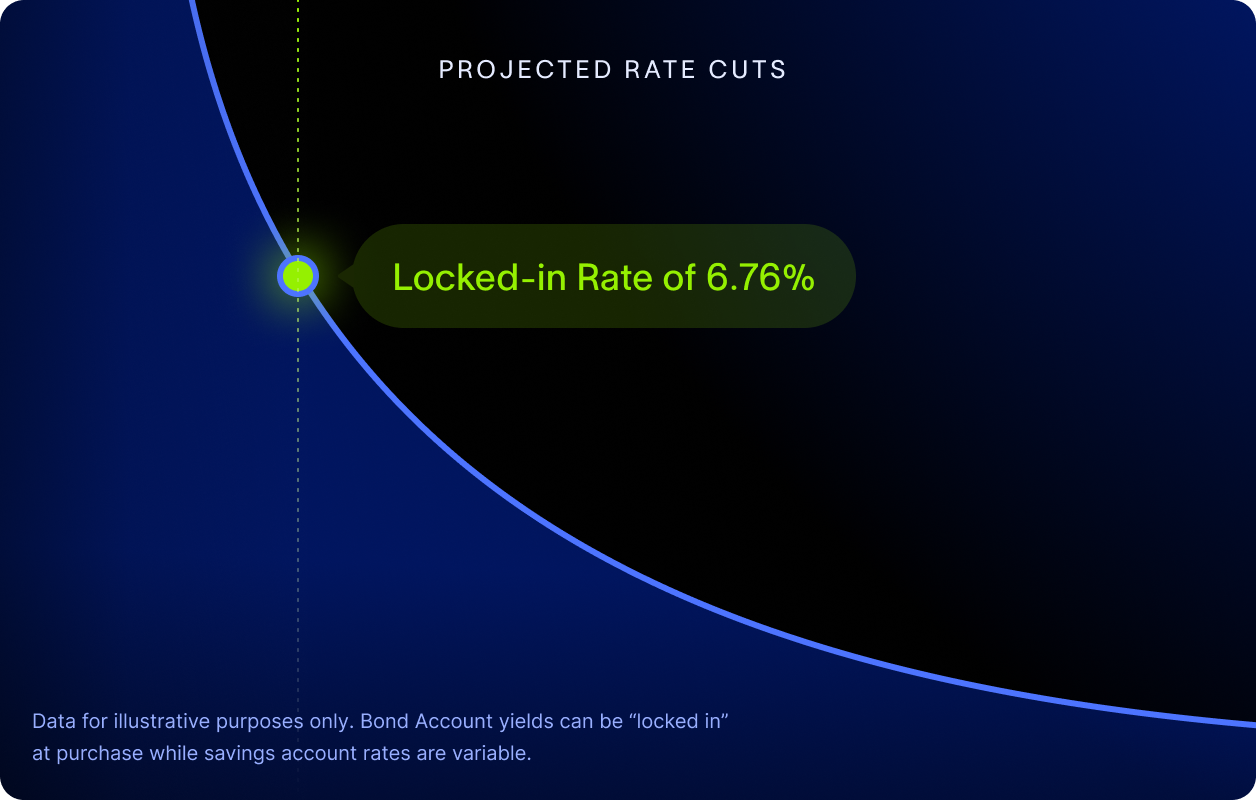 PROJECTED RATE CUTS
Locked-in Rate of 6.76%
Data for illustrative purposes only. Bond Account yields can be “locked in”
at purchase while savings account rates are variable.